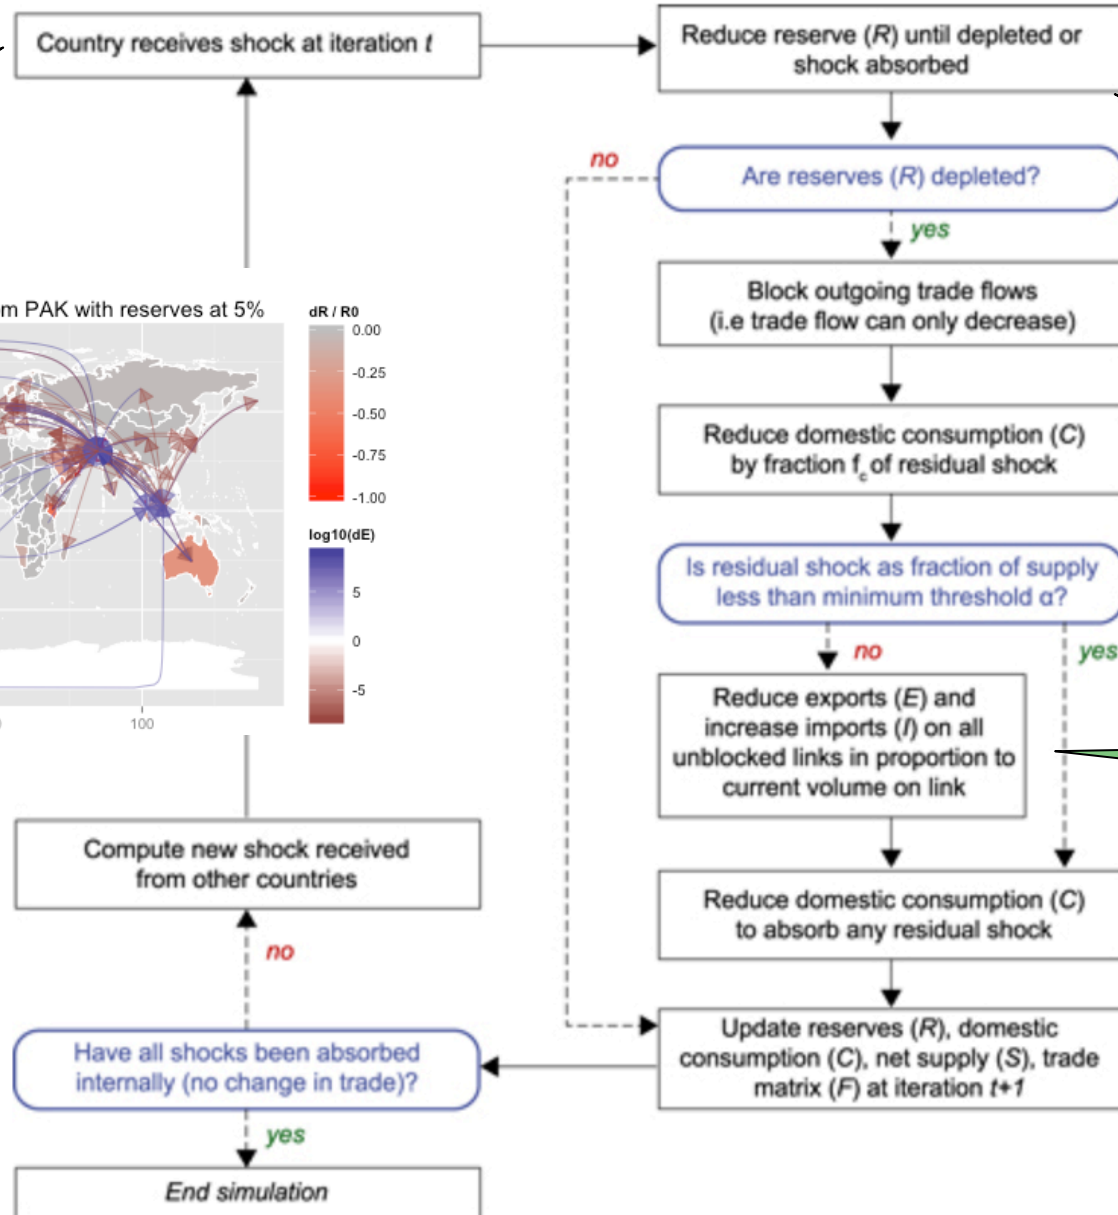 Country receives shock at iteration t
Reduce reserve (R) until depleted or
shock absorbed
no
Are reserves (R) depleted?
yes
Block outgoing trade flows
(i.e trade flow can only decrease)
Reduce domestic consumption (C)
by fraction fc of residual shock
Is residual shock as fraction of supply
less than minimum threshold α?
no
yes
Reduce exports (E) and
increase imports (I) on all
unblocked links in proportion to
current volume on link
Reduce domestic consumption (C)
to absorb any residual shock
Update reserves (R), domestic
consumption (C), net supply (S), trade
matrix (F) at iteration t+1
m PAK with reserves at 5%
dR / R0
0.00
-0.25
-0.50
-0.75
-1.00
log10(dE)
5
0
-5
100
Compute new shock received
from other countries
no
Have all shocks been absorbed
internally (no change in trade)?
yes
End simulation